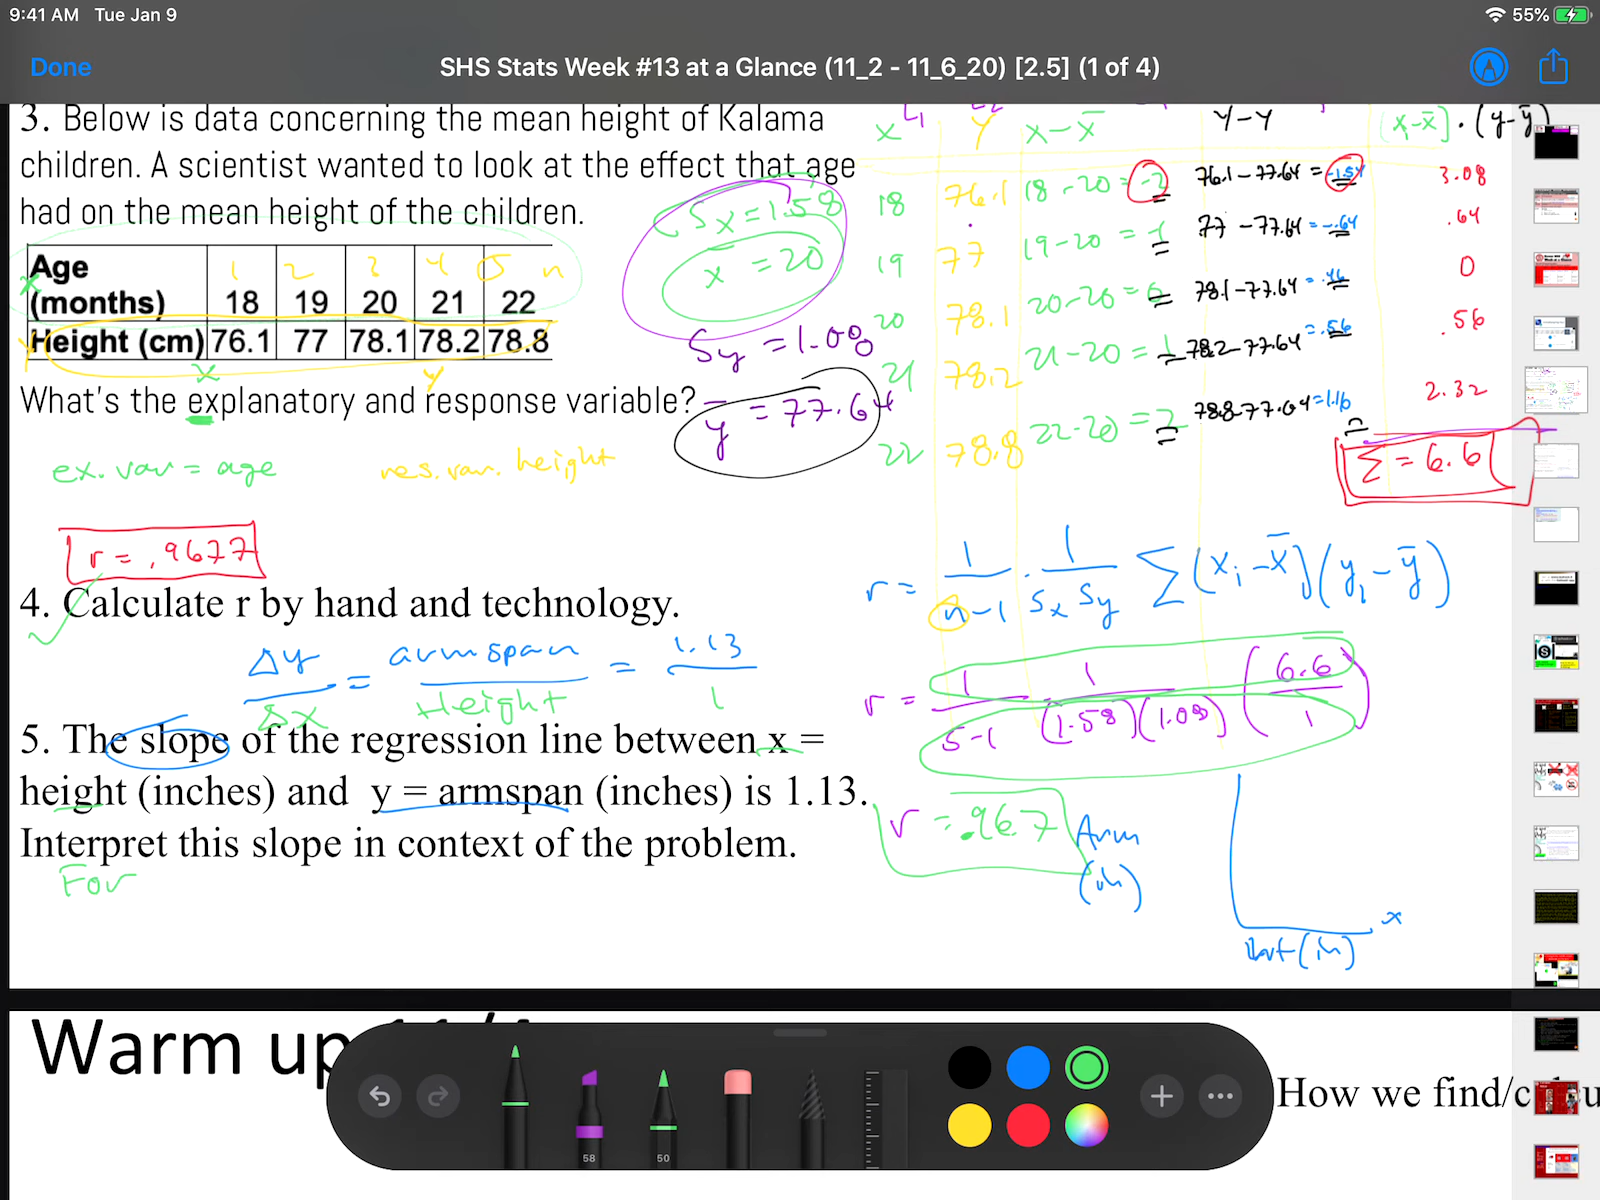 9:41 AM Tue Jan 9
55%
Done
SHS Stats Week #13 at a Glance (11_2 - 11_6_20) [2.5] (1 of 4)
3. Below is data concerning the mean height of Kalama
children. A scientist wanted to look at the effect that age
had on the mean height of the children.
1 2 3 4 5 n
Age
(months) 18 19 20 21 22
x
Height (cm) 76.1 77 78.1 78.2 78.8
y
x y
What's the explanatory and response variable?
ex. var = age
res. var. height
Sx = 1.58
x = 20
Sy = 1.08
y̅ = 77.64
x L1 y x-x̅ Y-Y [x-x̅] · (y-y̅)
18 76.1 18-20 = -2 76.1-77.64 = -1.54 3.08
19 77 19-20 = -1 77-77.64 = -.64 .64
20 78.1 20-20 = 0 78.1-77.64 = .46 0
21 78.2 21-20 = 1 78.2-77.64 = .56 .56
22 78.8 22-20 = 2 78.8-77.64 = 1.16 2.32
Σ = 6.6
r = .9677
4. Calculate r by hand and technology.
r = 1/n-1 · 1/Sx Sy Σ(xi-x̅)(yi-y̅)
Δy/Δx = armspan/Height = 1.13/1
r = 1/5-1 · 1/(1.58)(1.08) (6.6/1)
5. The slope of the regression line between x =
height (inches) and y = armspan (inches) is 1.13.
Interpret this slope in context of the problem.
For
r = .967
Arm
(in)
x
(in)
Warm up
How we find/c
58
50